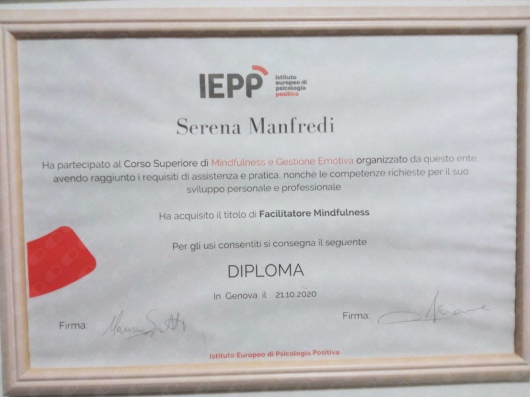 IEPP
istituto
europeo di
psicologia
positiva
Serena Manfredi
Ha partecipato al Corso Superiore di Mindfulness e Gestione Emotiva organizzato da questo ente,
avendo raggiunto i requisiti di assistenza e pratica, nonchè le competenze richieste per il suo
sviluppo personale e professionale
Ha acquisito il titolo di Facilitatore Mindfulness
Per gli usi consentiti si consegna il seguente
DIPLOMA
In Genova il 21.10.2020
Firma:
Firma:
Istituto Europeo di Psicologia Positiva